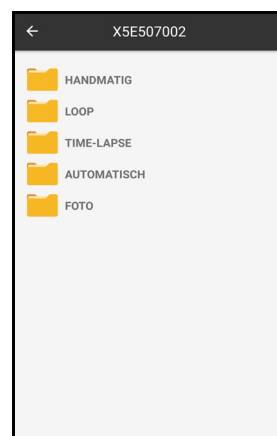 X5E507002
HANDMATIG
LOOP
TIME-LAPSE
AUTOMATISCH
FOTO